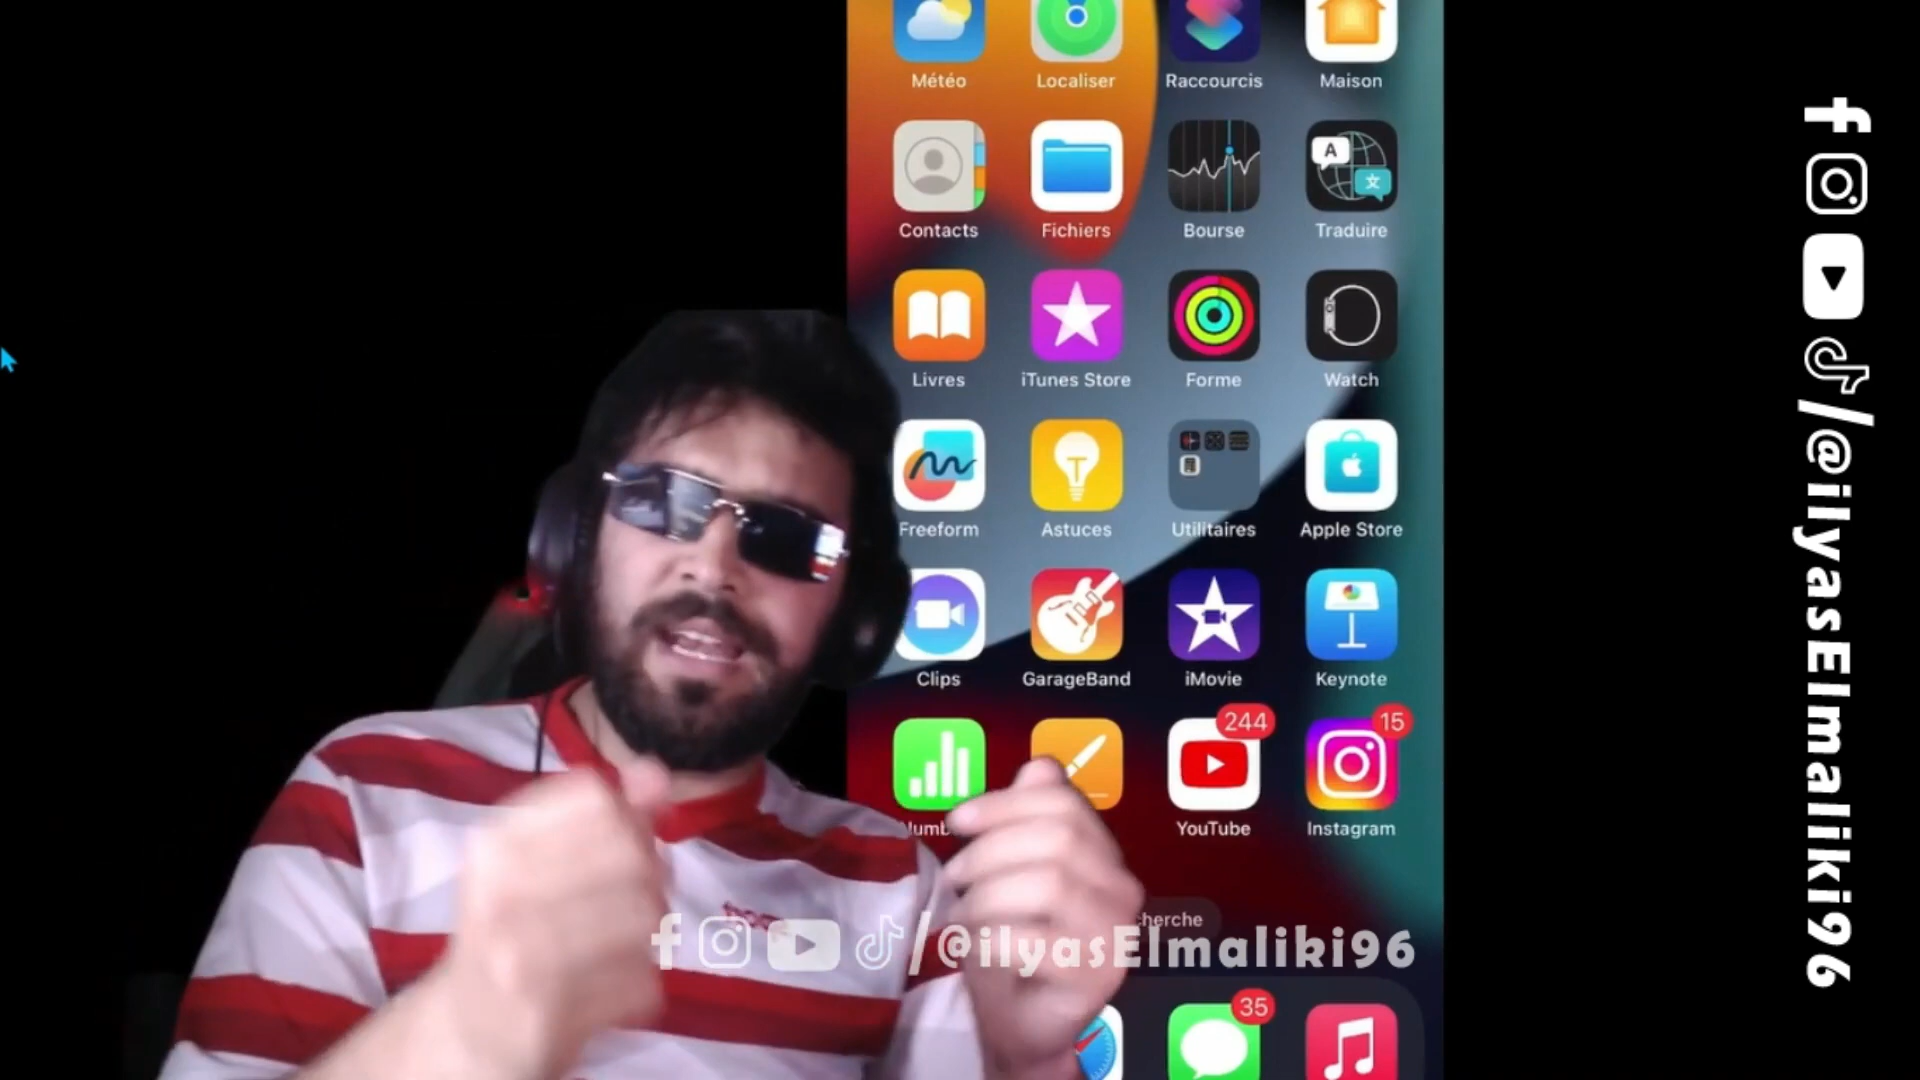 Météo Localiser Raccourcis Maison
Contacts Fichiers Bourse Traduire
Livres iTunes Store Forme Watch
Freeform Astuces Utilitaires Apple Store
Clips GarageBand iMovie Keynote
244 15
YouTube Instagram
/@ilyasElmaliki96
35
/@ilyasElmaliki96